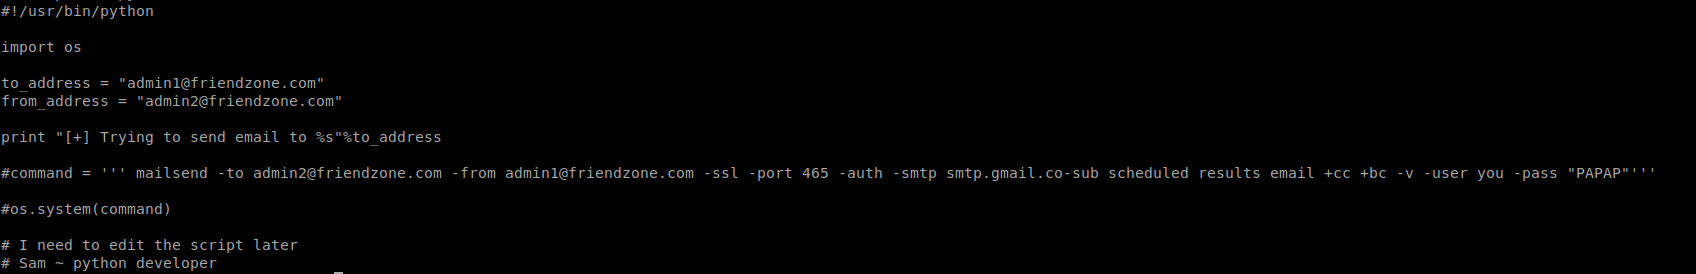 #!/usr/bin/python
import os
to_address = "admin1@friendzone.com"
from_address = "admin2@friendzone.com"
print "[+] Trying to send email to %s"%to_address
#command = ''' mailsend -to admin2@friendzone.com -from admin1@friendzone.com -ssl -port 465 -auth -smtp smtp.gmail.co-sub scheduled results email +cc +bc -v -user you -pass "PAPAP"'''
#os.system(command)
# I need to edit the script later
# Sam ~ python developer